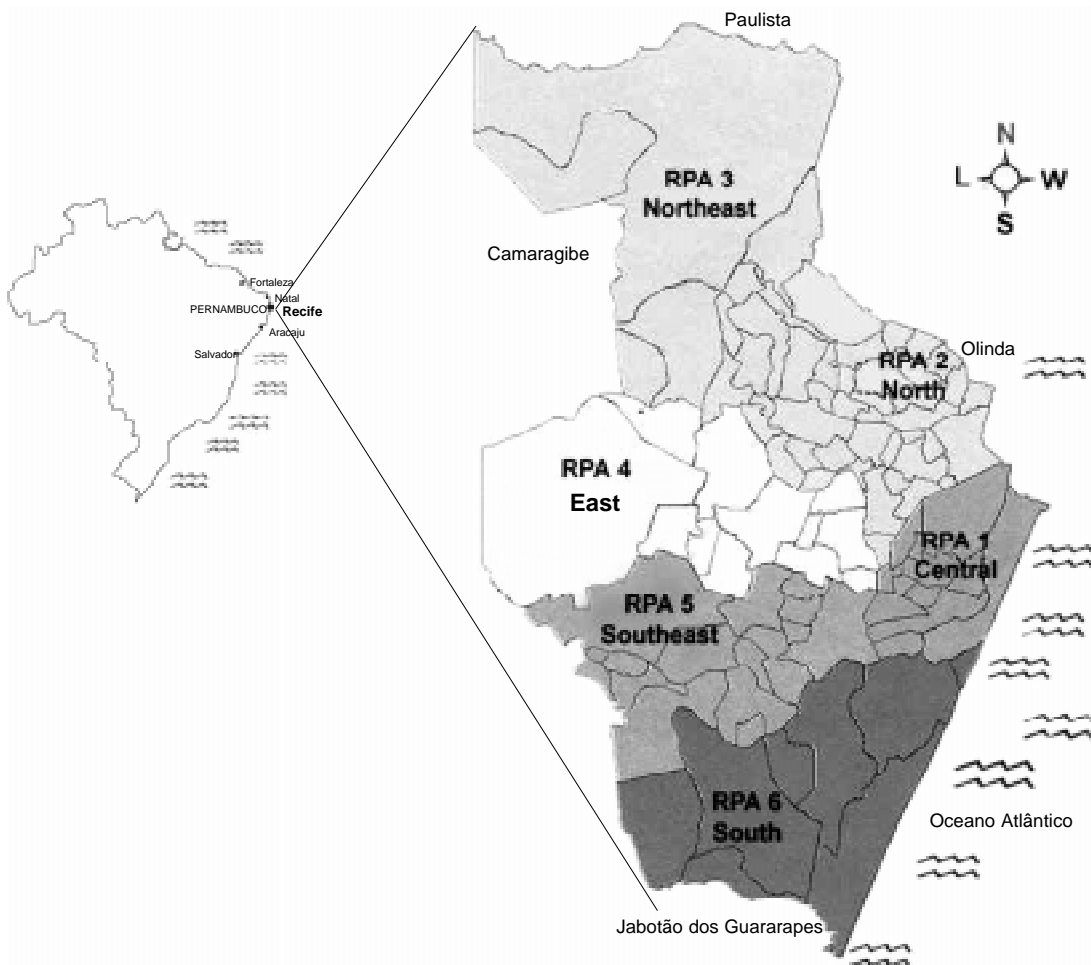 Paulista
N
L
W
S
RPA 3
Northeast
Camaragibe
Fortaleza
Natal
PERNAMBUCO
Recife
Aracaju
Salvador
Olinda
RPA 2
North
RPA 4
East
RPA 1
Central
RPA 5
Southeast
RPA 6
South
Oceano Atlântico
Jabotão dos Guararapes